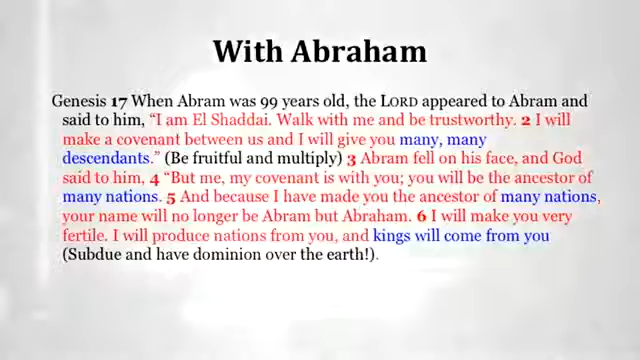 With Abraham
Genesis 17 When Abram was 99 years old, the LORD appeared to Abram and
said to him, “I am El Shaddai. Walk with me and be trustworthy. 2 I will
make a covenant between us and I will give you many, many
descendants.” (Be fruitful and multiply) 3 Abram fell on his face, and God
said to him, 4 “But me, my covenant is with you; you will be the ancestor of
many nations. 5 And because I have made you the ancestor of many nations,
your name will no longer be Abram but Abraham. 6 I will make you very
fertile. I will produce nations from you, and kings will come from you
(Subdue and have dominion over the earth!).